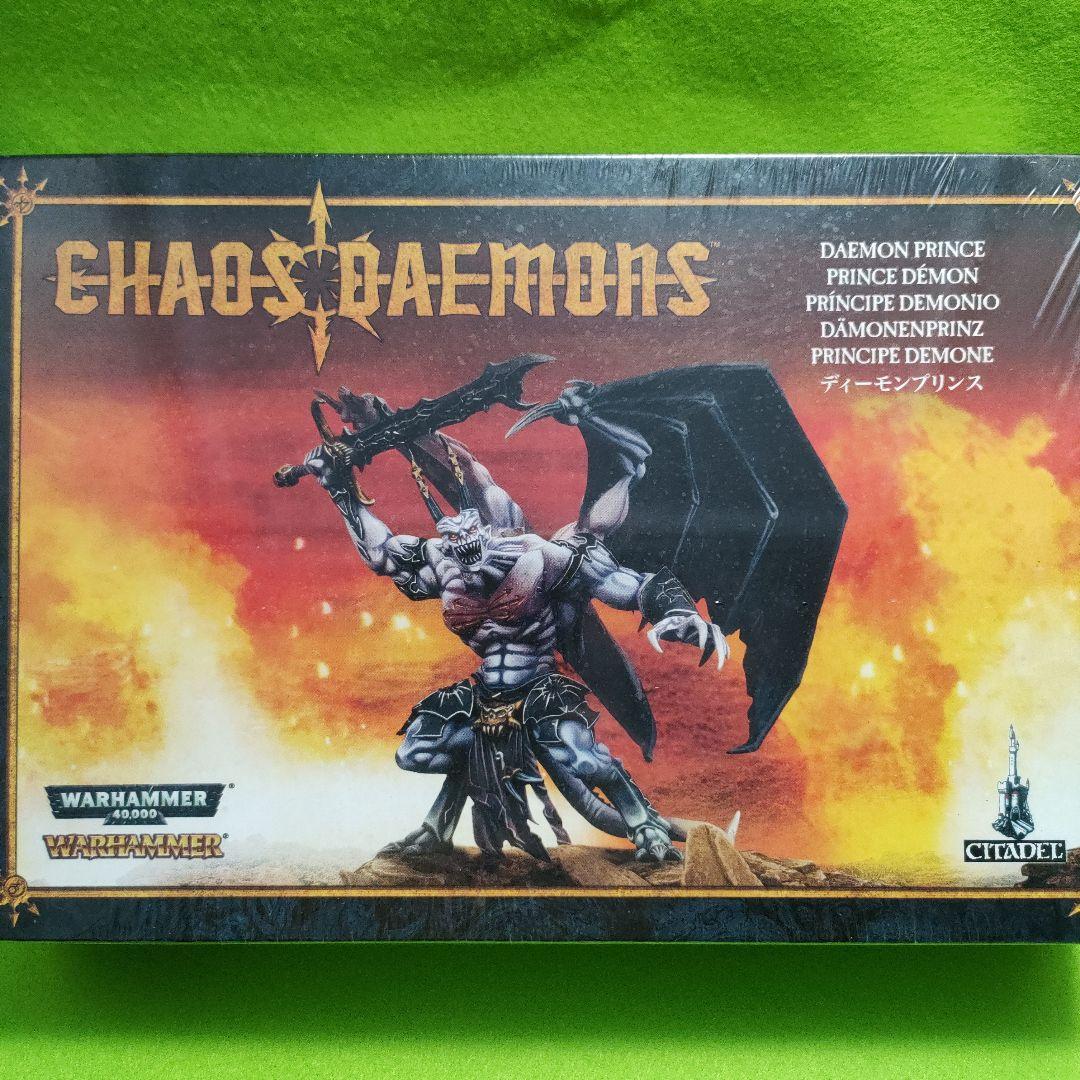 CHAOS DAEMONS™
DAEMON PRINCE
PRINCE DÉMON
PRÍNCIPE DEMONIO
DÄMONENPRINZ
PRINCIPE DEMONE
ディーモンプリンス
WARHAMMER®
40,000
WARHAMMER®
CITADEL